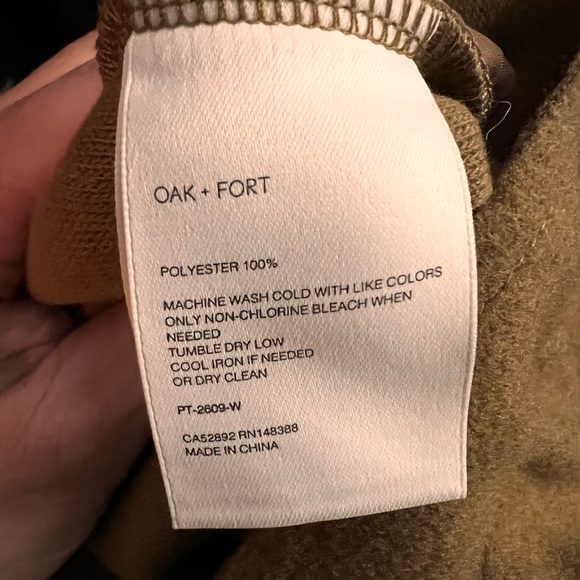 OAK + FORT
POLYESTER 100%
MACHINE WASH COLD WITH LIKE COLORS
ONLY NON-CHLORINE BLEACH WHEN
NEEDED
TUMBLE DRY LOW
COOL IRON IF NEEDED
OR DRY CLEAN
PT-2609-W
CA52892 RN148388
MADE IN CHINA